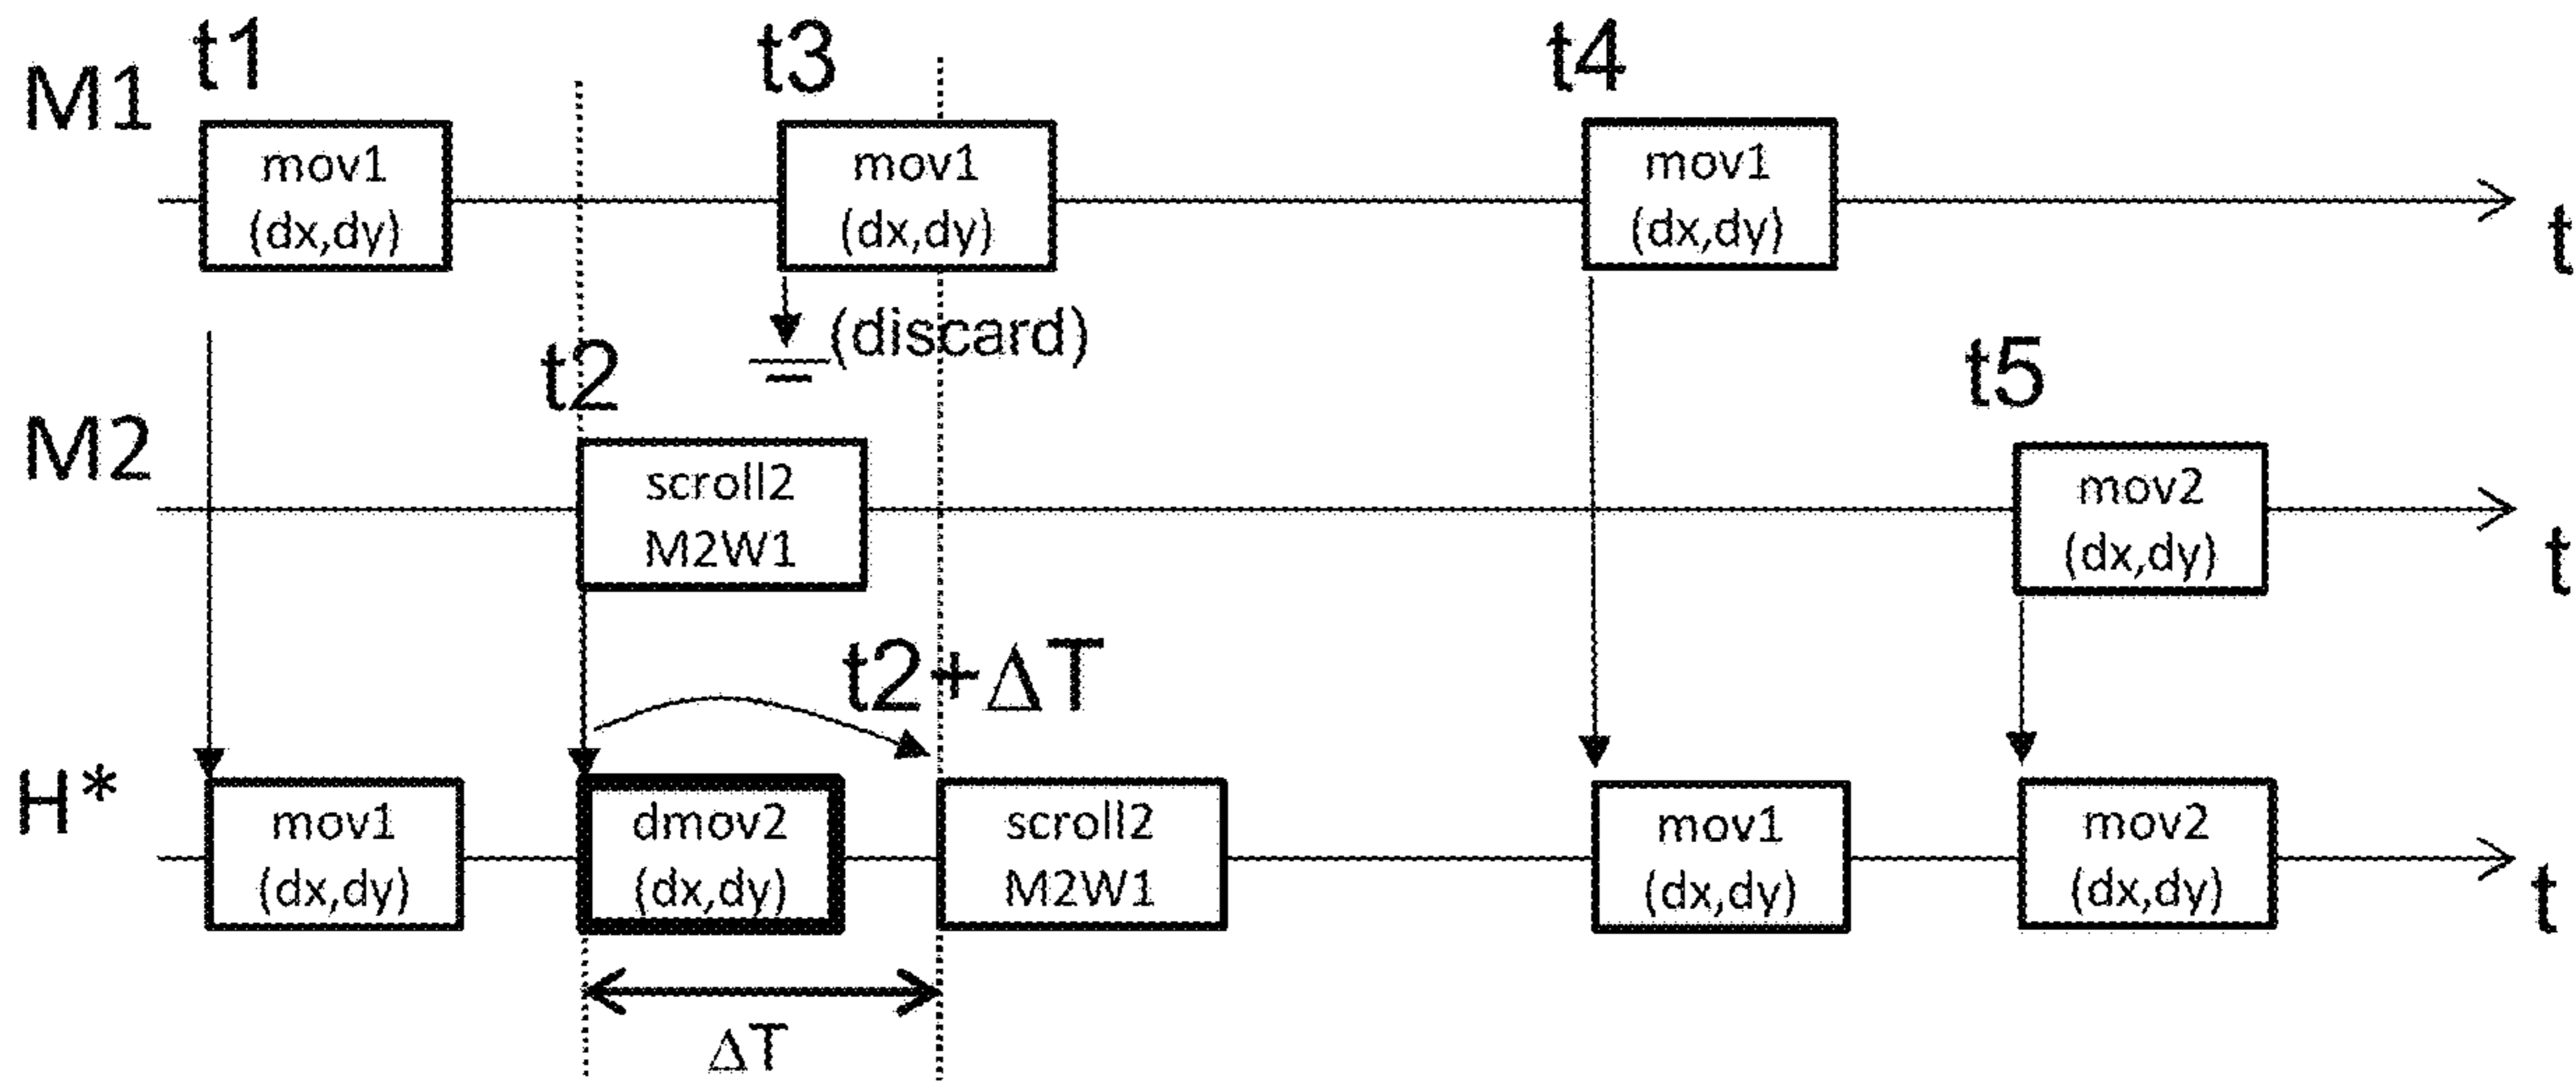 t1
t3
t4
M1
mov1
(dx,dy)
mov1
(dx,dy)
mov1
(dx,dy)
t
(discard)
t2
t5
M2
scroll2
M2W1
mov2
(dx,dy)
t
t2+ΔT
H*
mov1
(dx,dy)
dmov2
(dx,dy)
scroll2
M2W1
mov1
(dx,dy)
mov2
(dx,dy)
t
ΔT